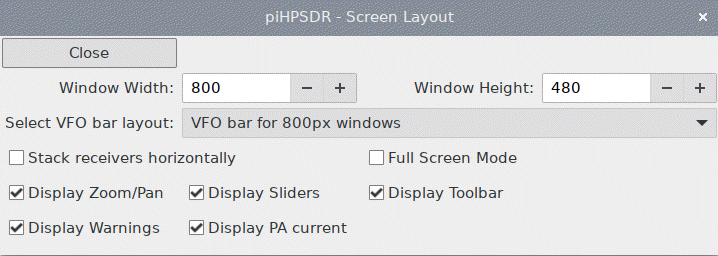 piHPSDR - Screen Layout ×
Close
Window Width: 800 − + Window Height: 480 − +
Select VFO bar layout: VFO bar for 800px windows
Stack receivers horizontally Full Screen Mode
Display Zoom/Pan Display Sliders Display Toolbar
Display Warnings Display PA current